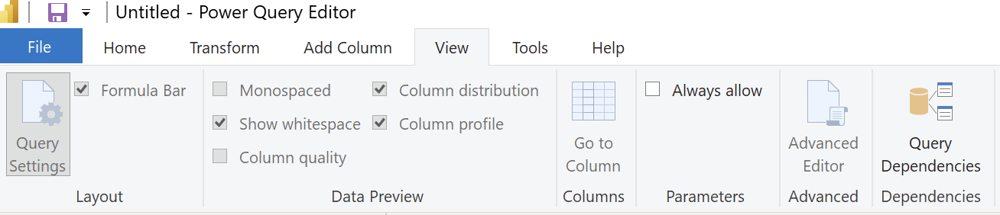 Untitled - Power Query Editor
File Home Transform Add Column View Tools Help
Query
Settings
Formula Bar
Layout
Monospaced
Show whitespace
Column quality
Column distribution
Column profile
Data Preview
Go to
Column
Columns
Always allow
Parameters
Advanced
Editor
Advanced
Query
Dependencies
Dependencies